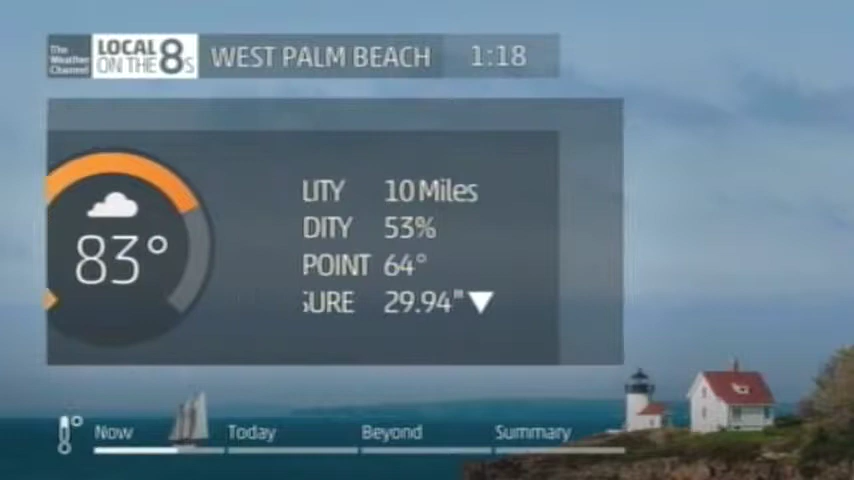 The Weather Channel
LOCAL ON THE 8s
WEST PALM BEACH 1:18
83°
LITY 10 Miles
DITY 53%
POINT 64°
SURE 29.94"
Now Today Beyond Summary